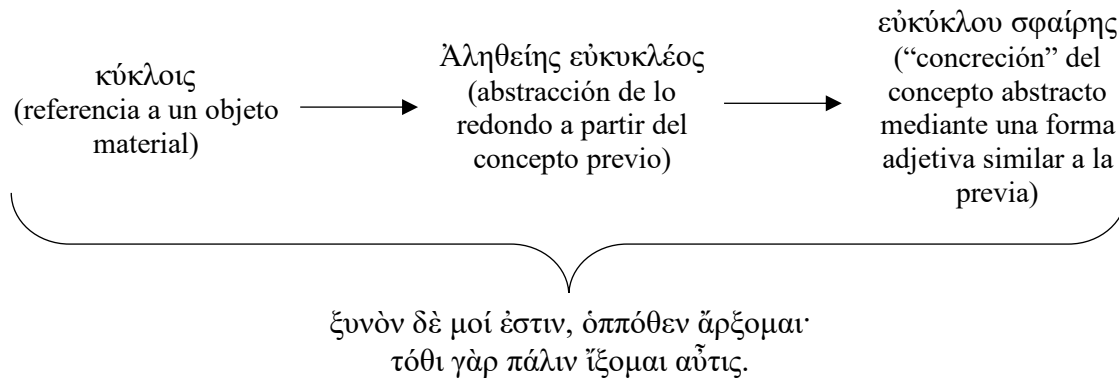 κύκλοις
(referencia a un objeto
material)
Ἀληθείης εὐκυκλέος
(abstracción de lo
redondo a partir del
concepto previo)
εὐκύκλου σφαίρης
(“concreción” del
concepto abstracto
mediante una forma
adjetiva similar a la
previa)
ξυνὸν δὲ μοί ἐστιν, ὁππόθεν ἄρξομαι·
τόθι γὰρ πάλιν ἵξομαι αὖτις.